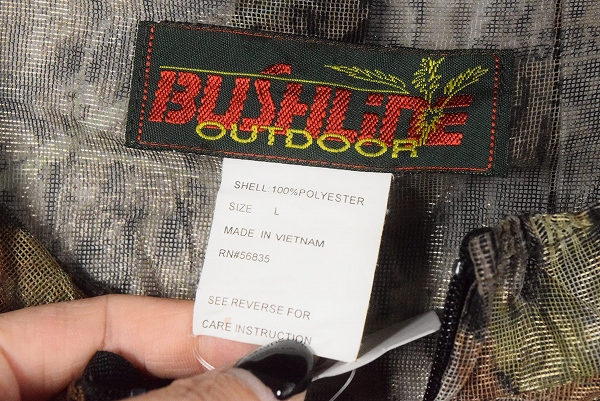 BUSHLINE
OUTDOOR
SHELL:100%POLYESTER
SIZE L
MADE IN VIETNAM
RN#56835
SEE REVERSE FOR
CARE INSTRUCTION